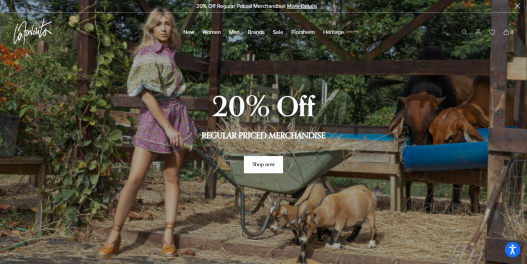 20% Off Regular Priced Merchandise! More Details
New Women Men Brands Sale Florsheim Heritage
0
20% Off
REGULAR PRICED MERCHANDISE
Shop now